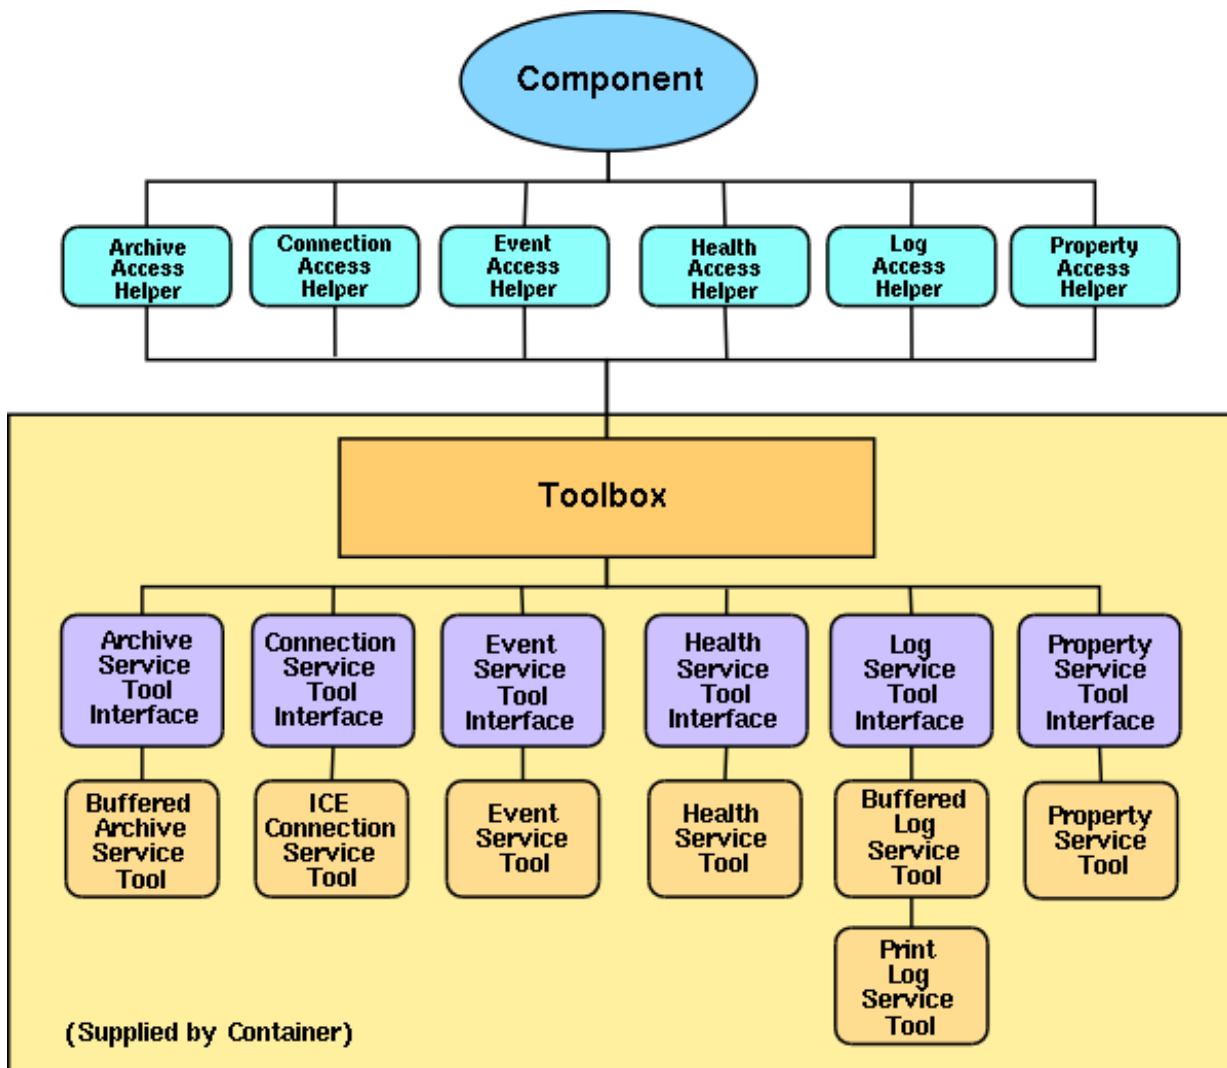 Component
Archive
Access
Helper
Connection
Access
Helper
Event
Access
Helper
Health
Access
Helper
Log
Access
Helper
Property
Access
Helper
Toolbox
Archive
Service
Tool
Interface
Connection
Service
Tool
Interface
Event
Service
Tool
Interface
Health
Service
Tool
Interface
Log
Service
Tool
Interface
Property
Service
Tool
Interface
Buffered
Archive
Service
Tool
ICE
Connection
Service
Tool
Event
Service
Tool
Health
Service
Tool
Buffered
Log
Service
Tool
Property
Service
Tool
Print
Log
Service
Tool
(Supplied by Container)